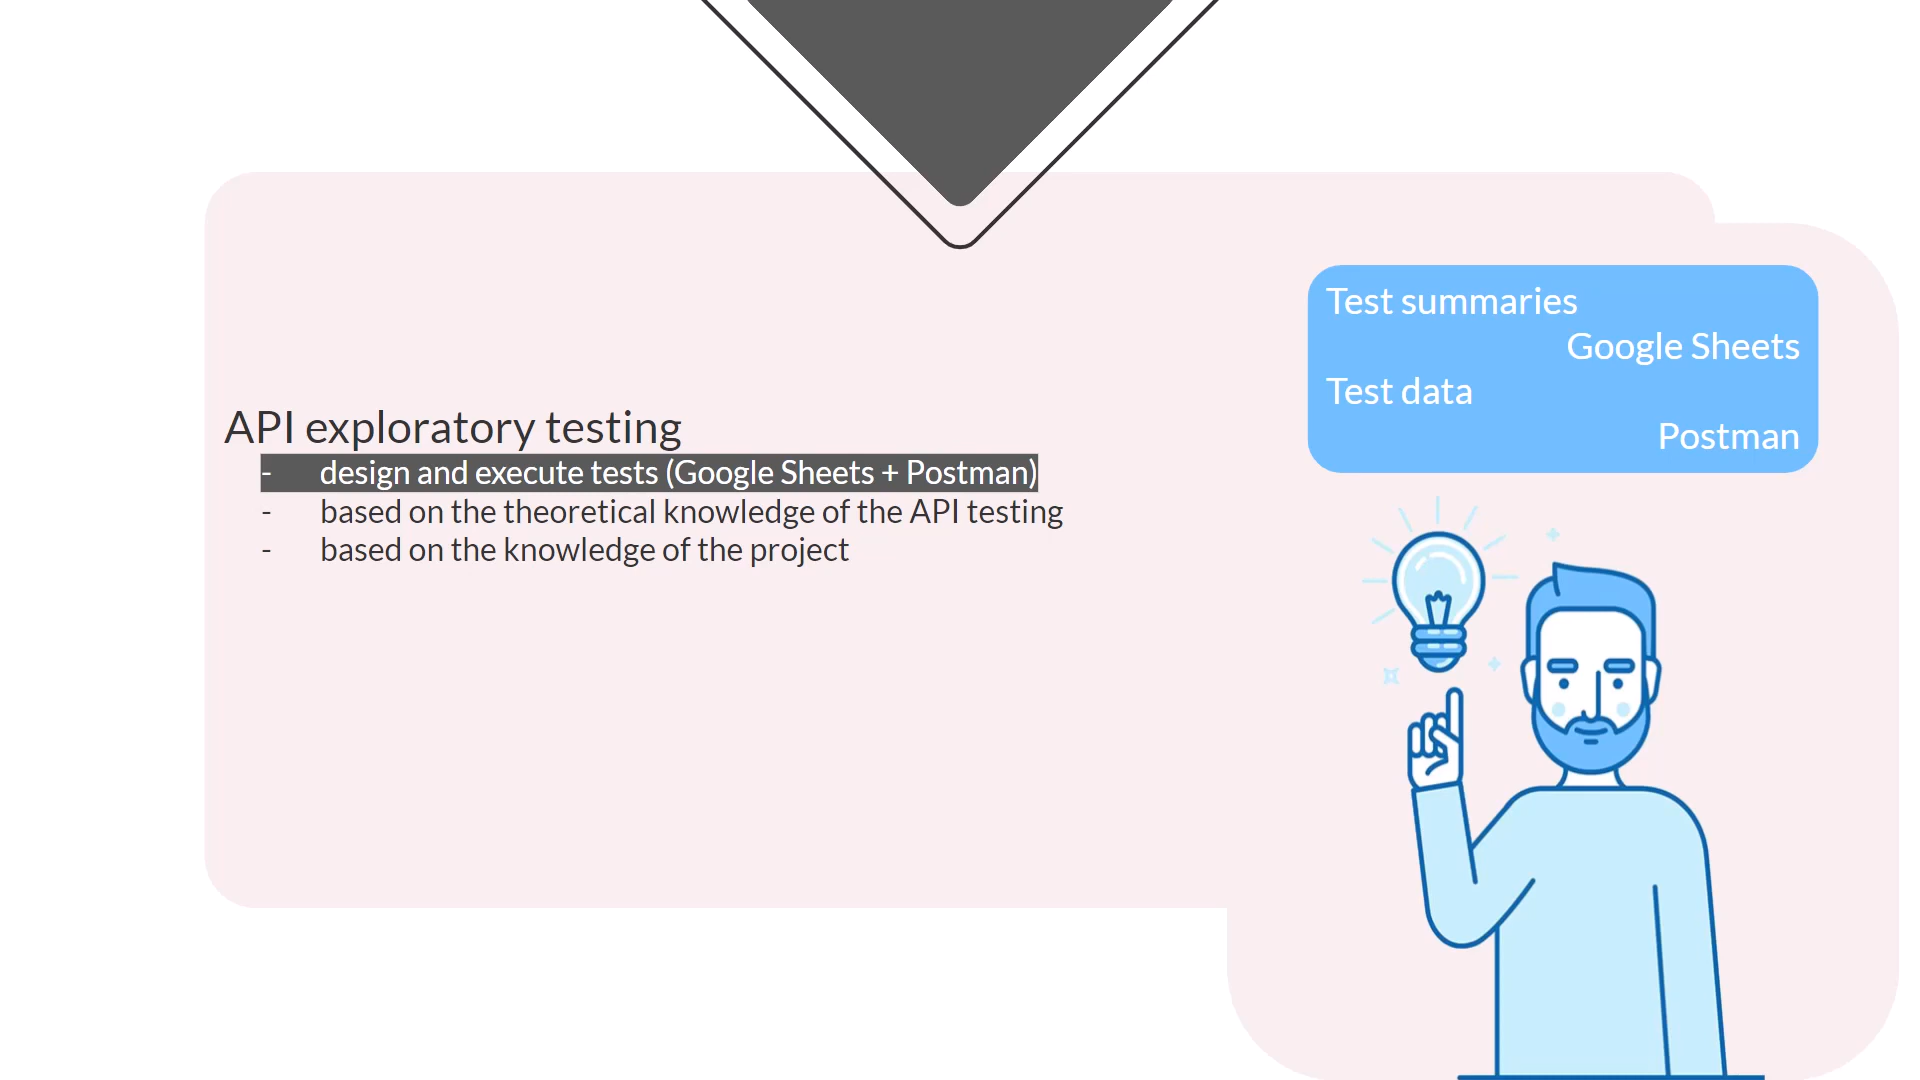 API exploratory testing
- design and execute tests (Google Sheets + Postman)
- based on the theoretical knowledge of the API testing
- based on the knowledge of the project
Test summaries
Google Sheets
Test data
Postman